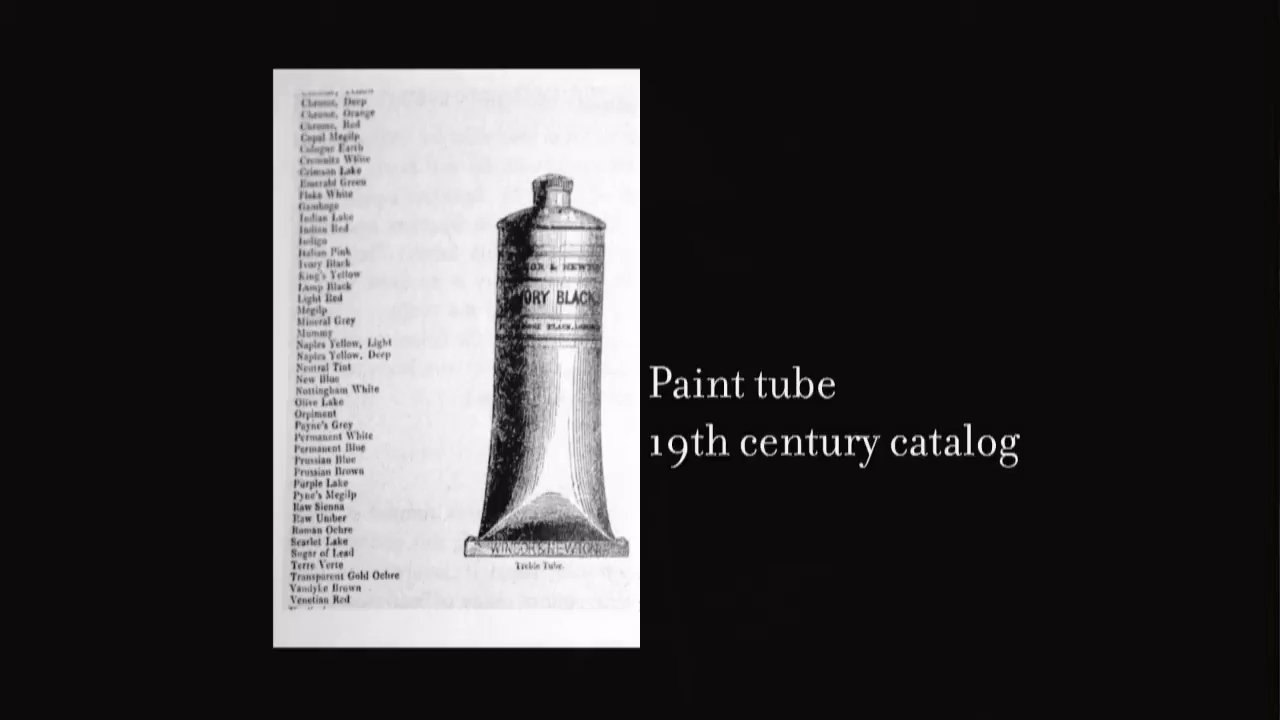 Chrome, Deep
Chrome, Orange
Chrome, Red
Copal Megilp
Cologne Earth
Cremnitz White
Crimson Lake
Emerald Green
Flake White
Gamboge
Indian Lake
Indian Red
Indigo
Italian Pink
Ivory Black
King's Yellow
Lamp Black
Light Red
Megilp
Mineral Grey
Mummy
Naples Yellow, Light
Naples Yellow, Deep
Neutral Tint
New Blue
Nottingham White
Olive Lake
Orpiment
Payne's Grey
Permanent White
Permanent Blue
Prussian Blue
Prussian Brown
Purple Lake
Pyne's Megilp
Raw Sienna
Raw Umber
Roman Ochre
Scarlet Lake
Sugar of Lead
Terre Verte
Transparent Gold Ochre
Vandyke Brown
Venetian Red
SOR & NEWTO
VORY BLACK
WINSOR & NEWTON
Treble Tube.
Paint tube
19th century catalog